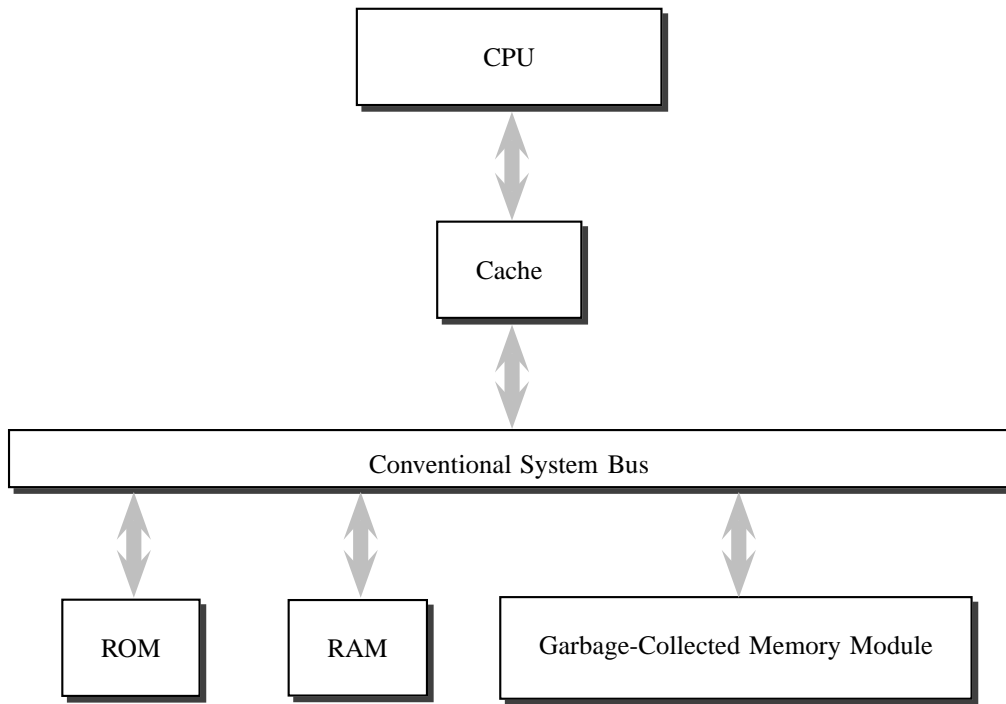 CPU
Cache
Conventional System Bus
ROM
RAM
Garbage-Collected Memory Module